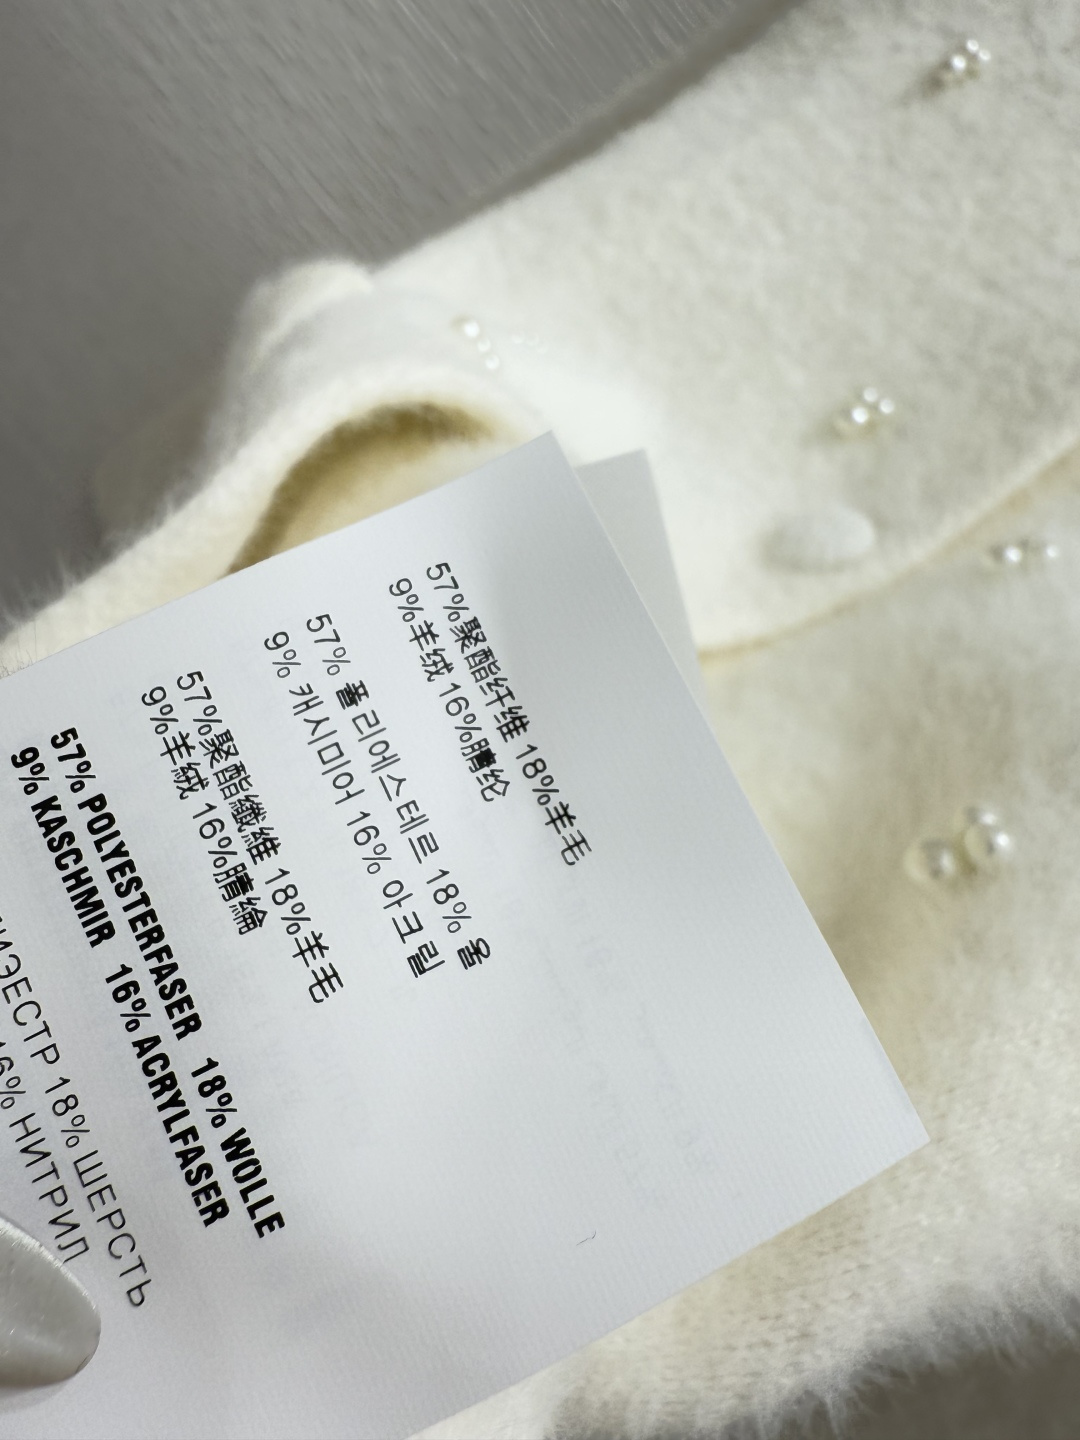 57%聚酯纤维 18%羊毛
9%羊绒 16%腈纶
57% 폴리에스테르 18% 울
9% 캐시미어 16% 아크릴
57%聚酯纖維 18%羊毛
9%羊絨 16%腈綸
57% POLYESTERFASER 18% WOLLE
9% KASCHMIR 16% ACRYLFASER
ИЭЕСТР 18% ШЕРСТЬ
16% НИТРИЛ